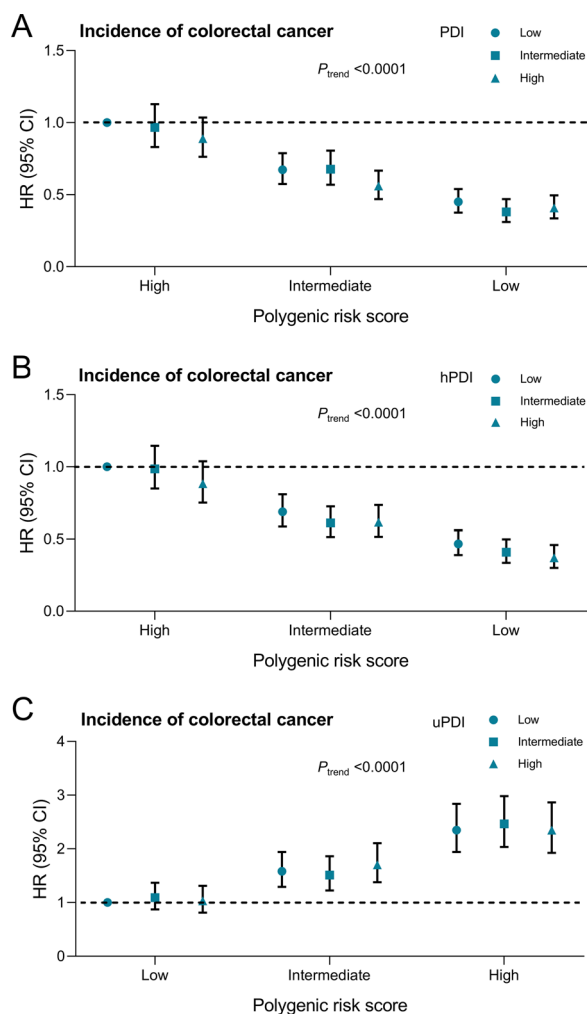 A
Incidence of colorectal cancer
PDI
Low
Intermediate
High
Ptrend <0.0001
HR (95% CI)
1.5
1.0
0.5
0.0
High Intermediate Low
Polygenic risk score
B
Incidence of colorectal cancer
hPDI
Low
Intermediate
High
Ptrend <0.0001
HR (95% CI)
1.5
1.0
0.5
0.0
High Intermediate Low
Polygenic risk score
C
Incidence of colorectal cancer
uPDI
Low
Intermediate
High
Ptrend <0.0001
HR (95% CI)
4
3
2
1
0
Low Intermediate High
Polygenic risk score